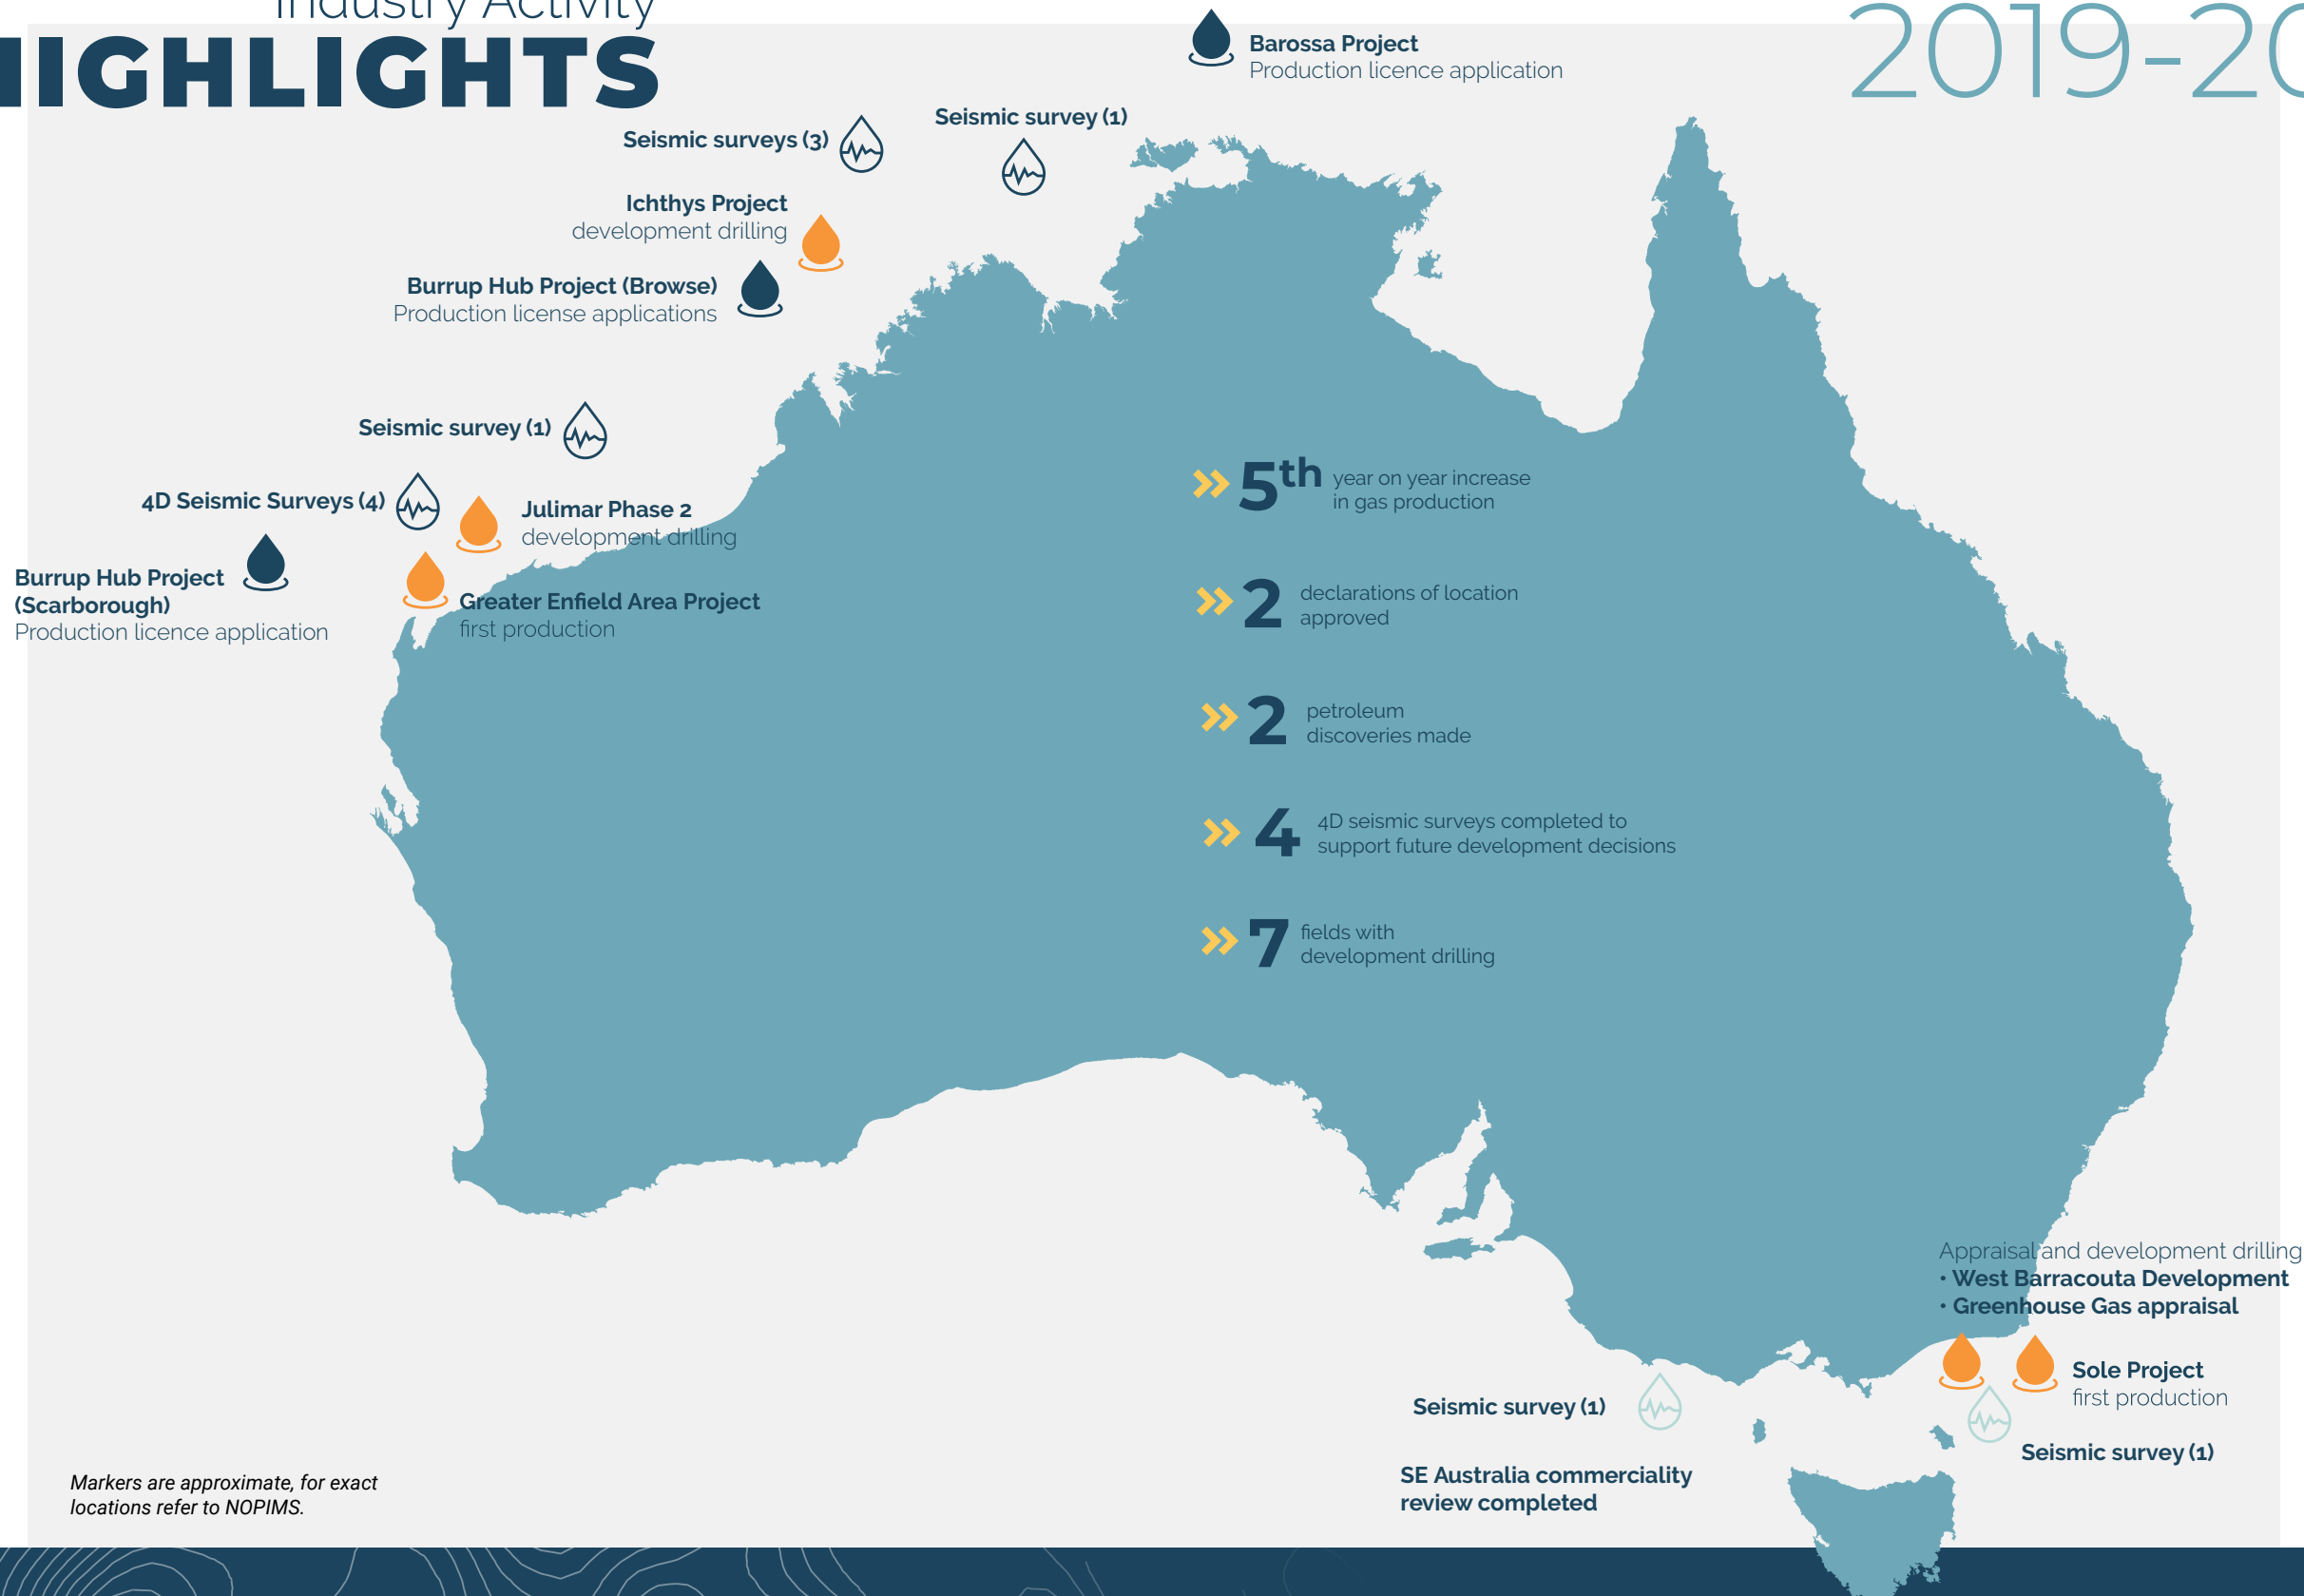 Industry Activity
HIGHLIGHTS
2019-20
Barossa Project
Production licence application
Seismic survey (1)
Seismic surveys (3)
Ichthys Project
development drilling
Burrup Hub Project (Browse)
Production license applications
Seismic survey (1)
4D Seismic Surveys (4)
Julimar Phase 2
development drilling
Burrup Hub Project
(Scarborough)
Production licence application
Greater Enfield Area Project
first production
5th year on year increase
in gas production
2 declarations of location
approved
2 petroleum
discoveries made
4 4D seismic surveys completed to
support future development decisions
7 fields with
development drilling
Appraisal and development drilling
• West Barracouta Development
• Greenhouse Gas appraisal
Sole Project
first production
Seismic survey (1)
Seismic survey (1)
SE Australia commerciality
review completed
Markers are approximate, for exact
locations refer to NOPIMS.